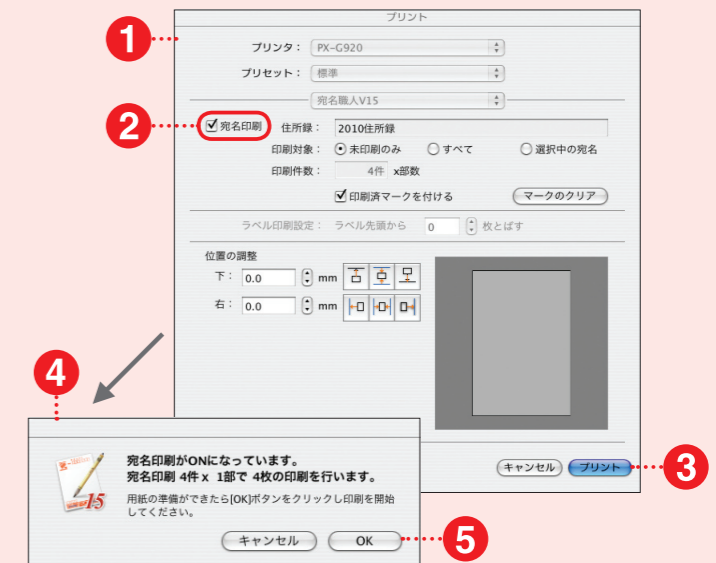 プリント
1
プリンタ： PX-G920
プリセット： 標準
宛名職人V15
2
宛名印刷 住所録： 2010住所録
印刷対象： 未印刷のみ すべて 選択中の宛名
印刷件数： 4件 x部数
印刷済マークを付ける マークのクリア
ラベル印刷設定： ラベル先頭から 0 枚とばす
位置の調整
下： 0.0 mm
右： 0.0 mm
キャンセル プリント
3
4
宛名印刷がONになっています。
宛名印刷 4件 x 1部で 4枚の印刷を行います。
15
用紙の準備ができたら[OK]ボタンをクリックし印刷を開始
してください。
キャンセル OK
5